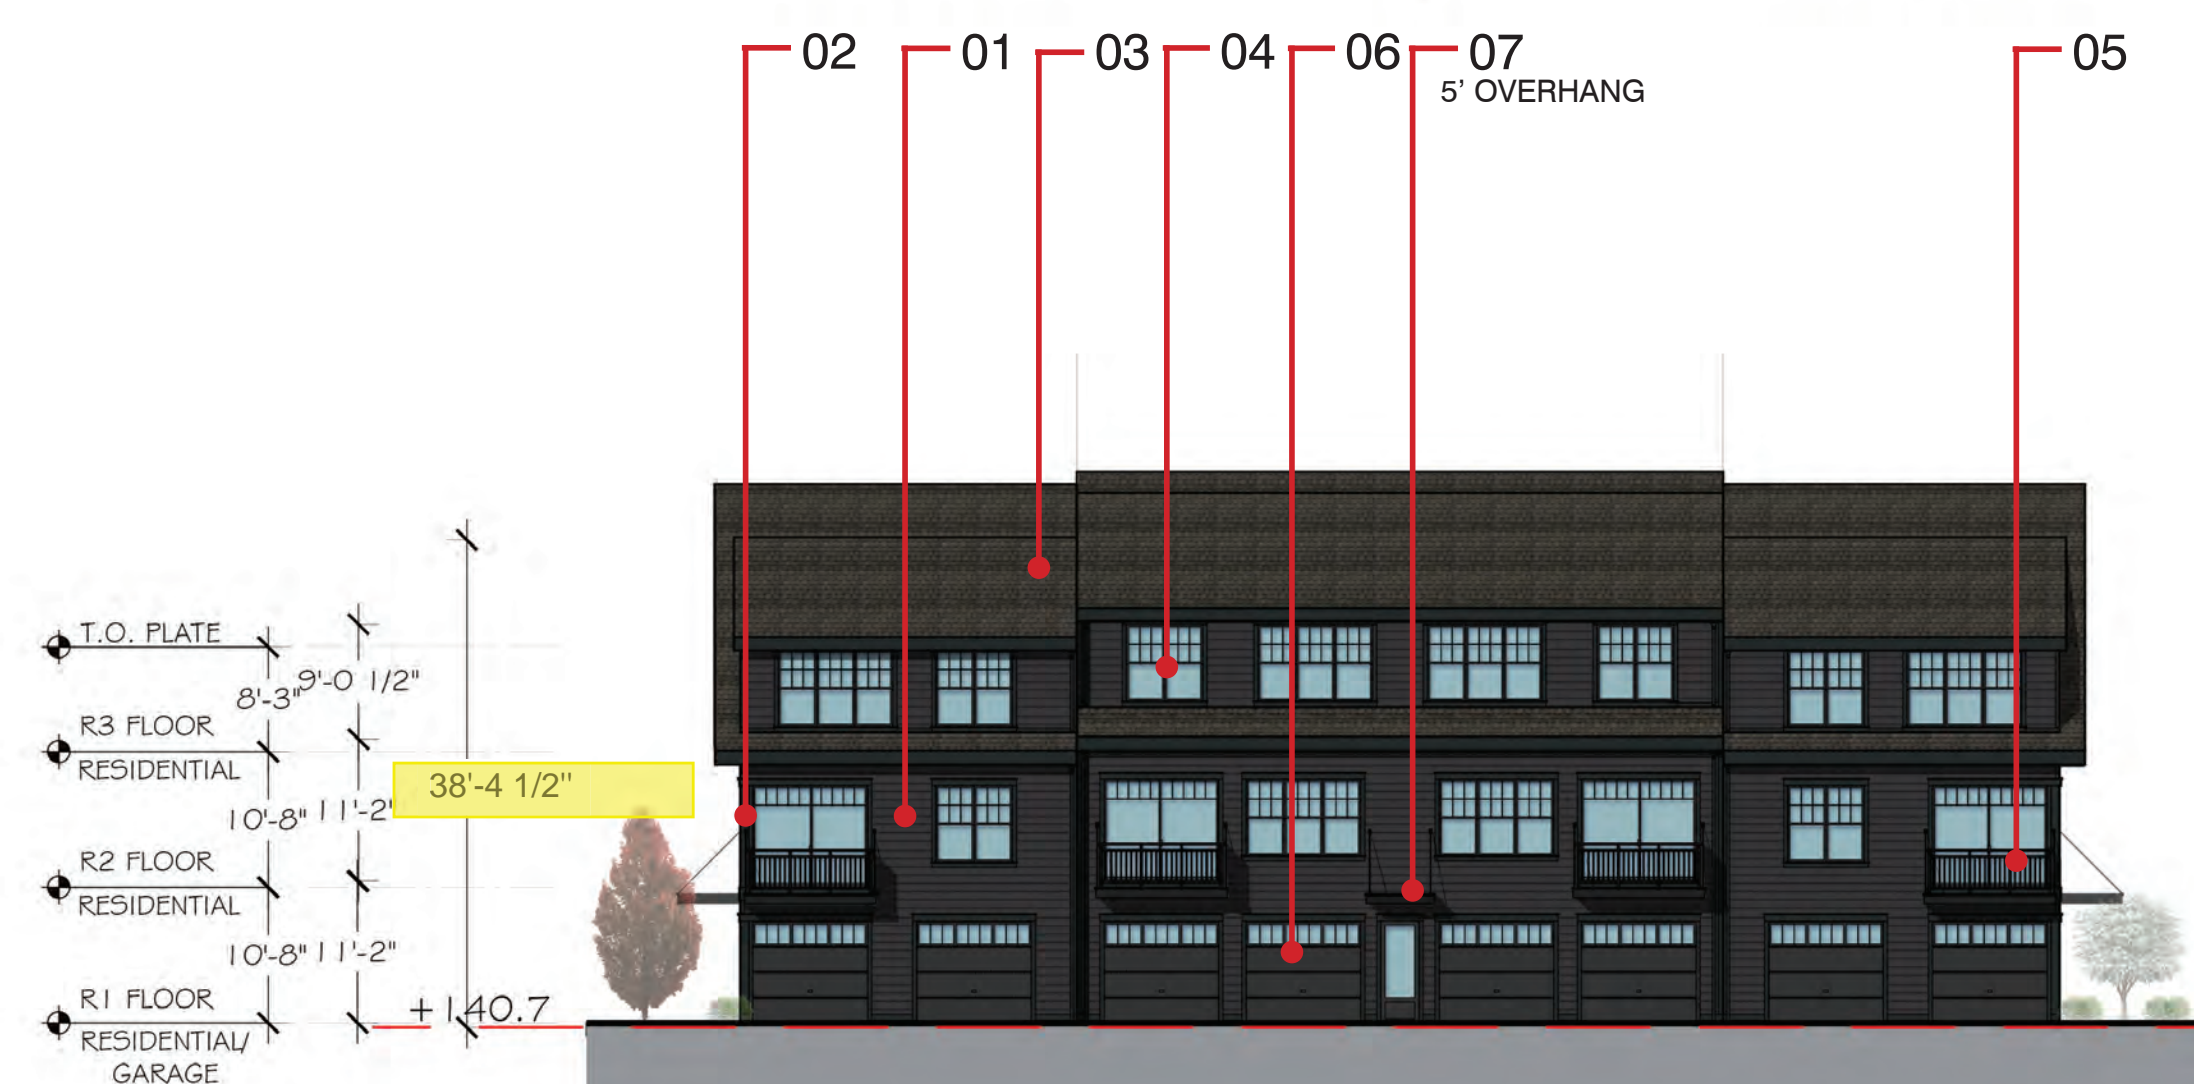 02 01 03 04 06 07 05
5' OVERHANG
T.O. PLATE
8'-3" 9'-0 1/2"
R3 FLOOR
RESIDENTIAL
38'-4 1/2"
10'-8" 11'-2"
R2 FLOOR
RESIDENTIAL
10'-8" 11'-2"
R1 FLOOR
+140.7
RESIDENTIAL/
GARAGE